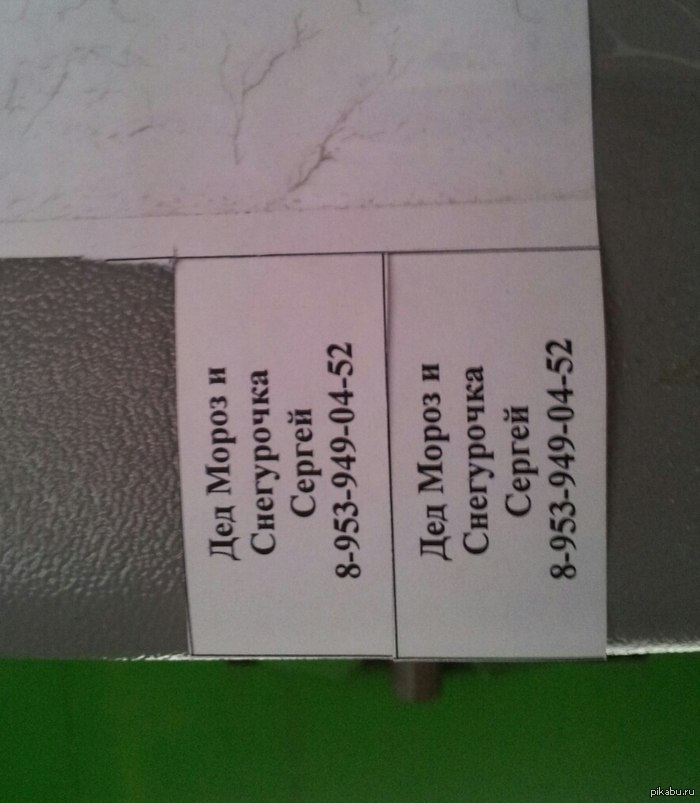 Дед Мороз и
Снегурочка
Сергей
8-953-949-04-52
Дед Мороз и
Снегурочка
Сергей
8-953-949-04-52
pikabu.ru